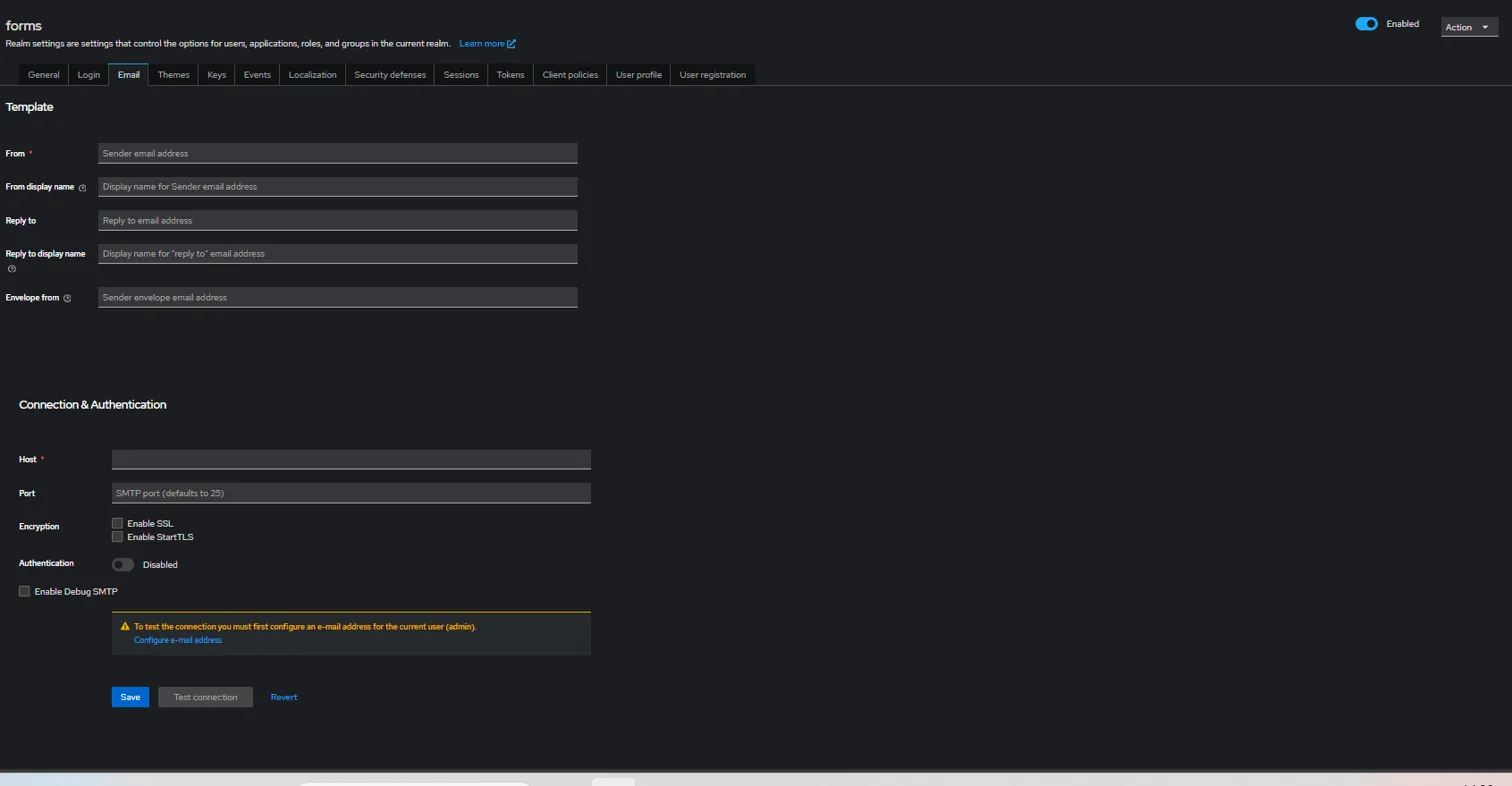 forms
Enabled
Action
Realm settings are settings that control the options for users, applications, roles, and groups in the current realm. Learn more
General Login Email Themes Keys Events Localization Security defenses Sessions Tokens Client policies User profile User registration
Template
From * Sender email address
From display name Display name for Sender email address
Reply to Reply to email address
Reply to display name Display name for "reply to" email address
Envelope from Sender envelope email address
Connection & Authentication
Host *
Port SMTP port (defaults to 25)
Encryption Enable SSL
Enable StartTLS
Authentication Disabled
Enable Debug SMTP
To test the connection you must first configure an e-mail address for the current user (admin).
Configure e-mail address
Save Test connection Revert